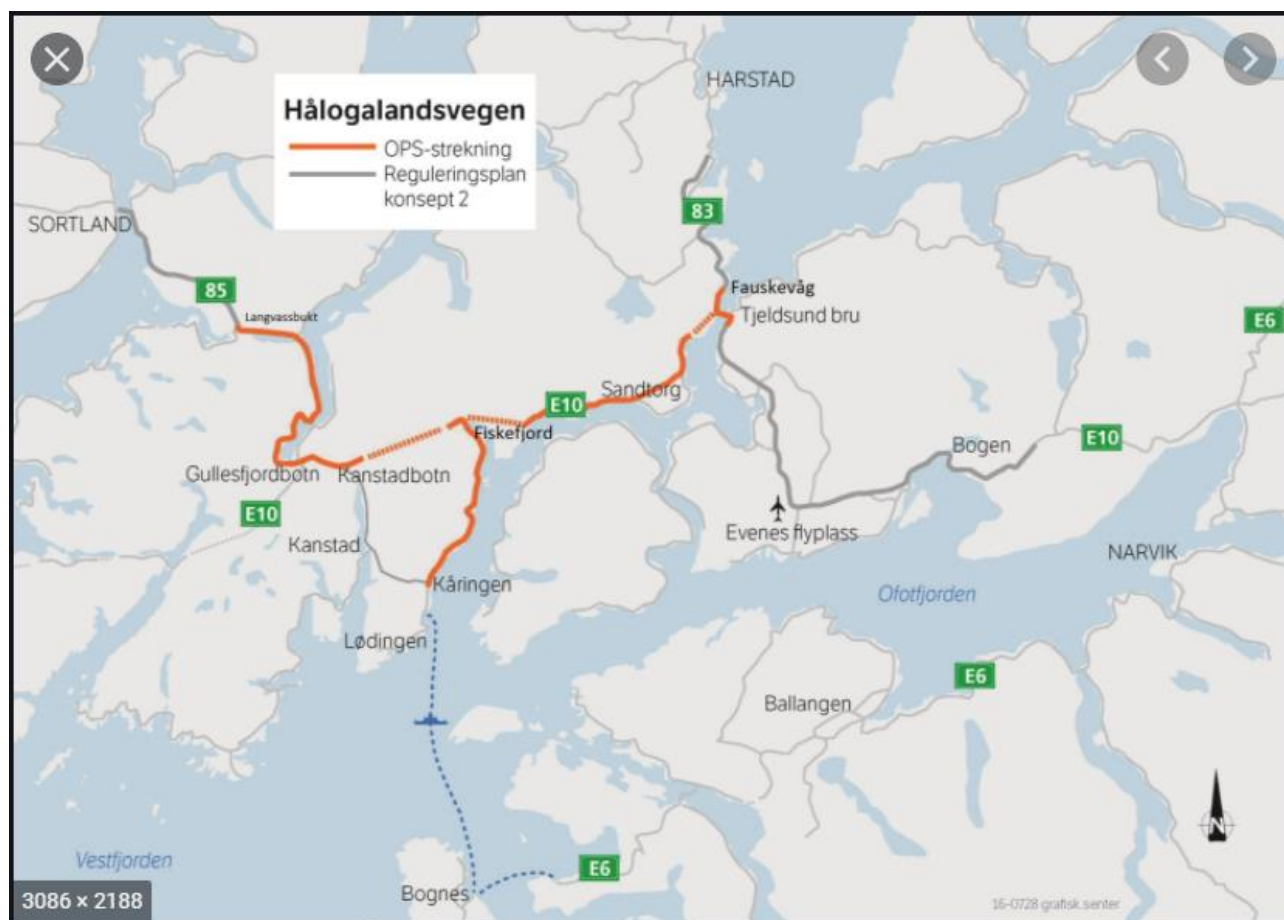 HARSTAD
Hålogalandsvegen
OPS-strekning
Reguleringsplan
konsept 2
83
SORTLAND
85
Langvassbukt
Fauskevåg
Tjeldsund bru
E6
Sandtorg
E10
Fiskefjord
Bogen
E10
Gullesfjordbotn
Kanstadbotn
E10
Evenes flyplass
Kanstad
NARVIK
Kåringen
Ofotfjorden
Lødingen
E6
Ballangen
N
Vestfjorden
E6
Bognes
3086 × 2188
16-0728 grafisk.senter